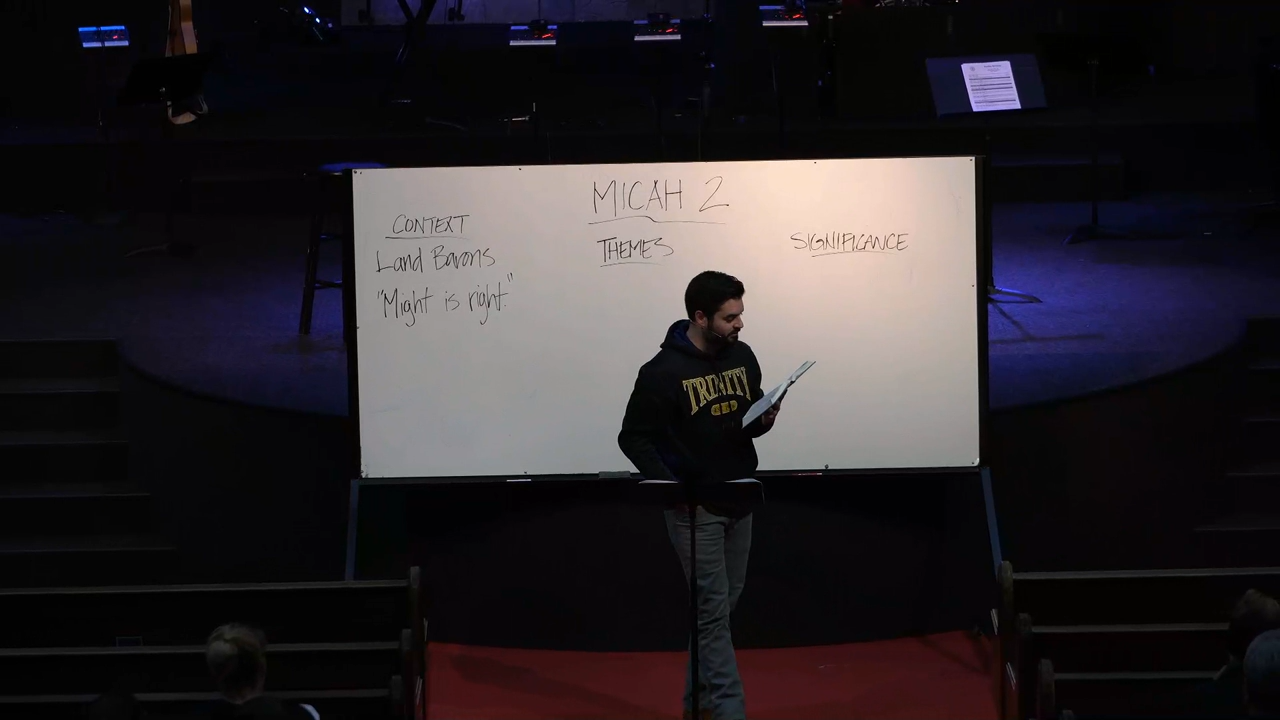 MICAH 2
CONTEXT
Land Barons
"Might is right."
THEMES
SIGNIFICANCE
TRINITY